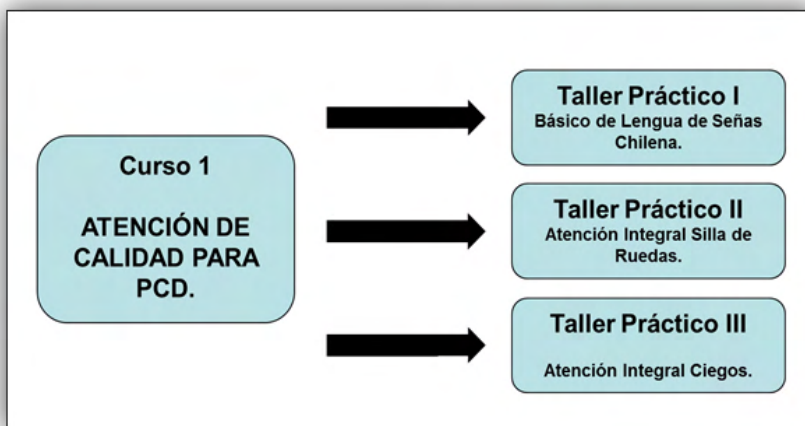 Curso 1
ATENCIÓN DE
CALIDAD PARA
PCD.
Taller Práctico I
Básico de Lengua de Señas
Chilena.
Taller Práctico II
Atención Integral Silla de
Ruedas.
Taller Práctico III
Atención Integral Ciegos.